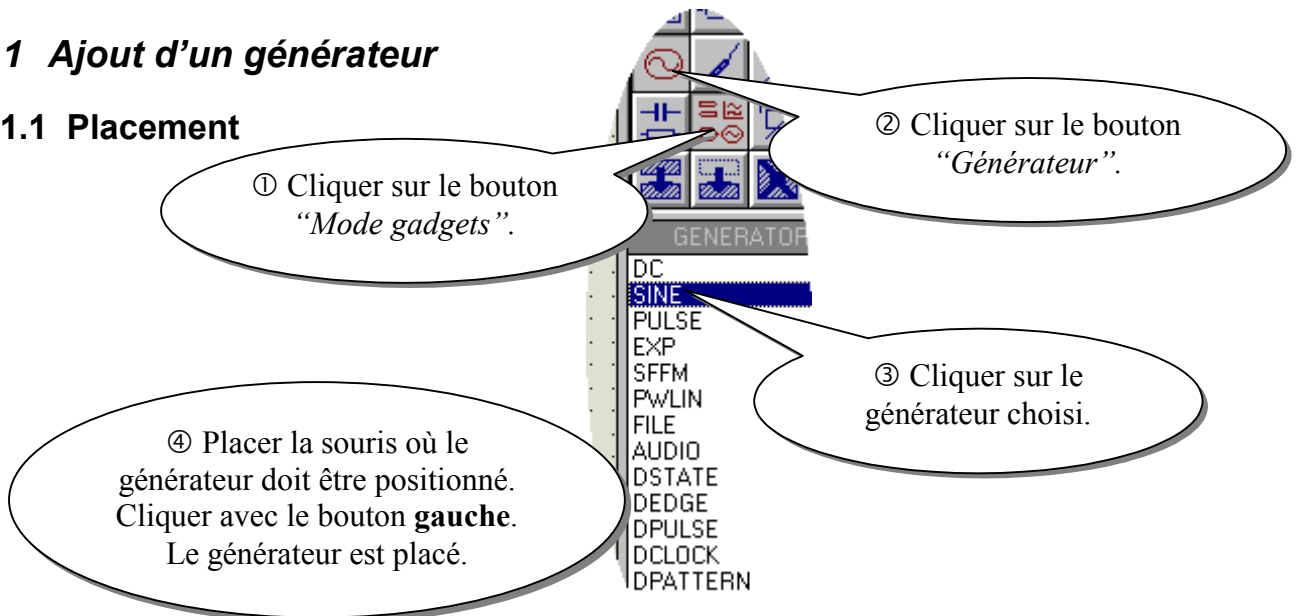 1 Ajout d’un générateur
1.1 Placement
① Cliquer sur le bouton
“Mode gadgets”.
② Cliquer sur le bouton
“Générateur”.
GENERATOR
DC
SINE
PULSE
EXP
SFFM
PWLIN
FILE
AUDIO
DSTATE
DEDGE
DPULSE
DCLOCK
DPATTERN
③ Cliquer sur le
générateur choisi.
④ Placer la souris où le
générateur doit être positionné.
Cliquer avec le bouton gauche.
Le générateur est placé.